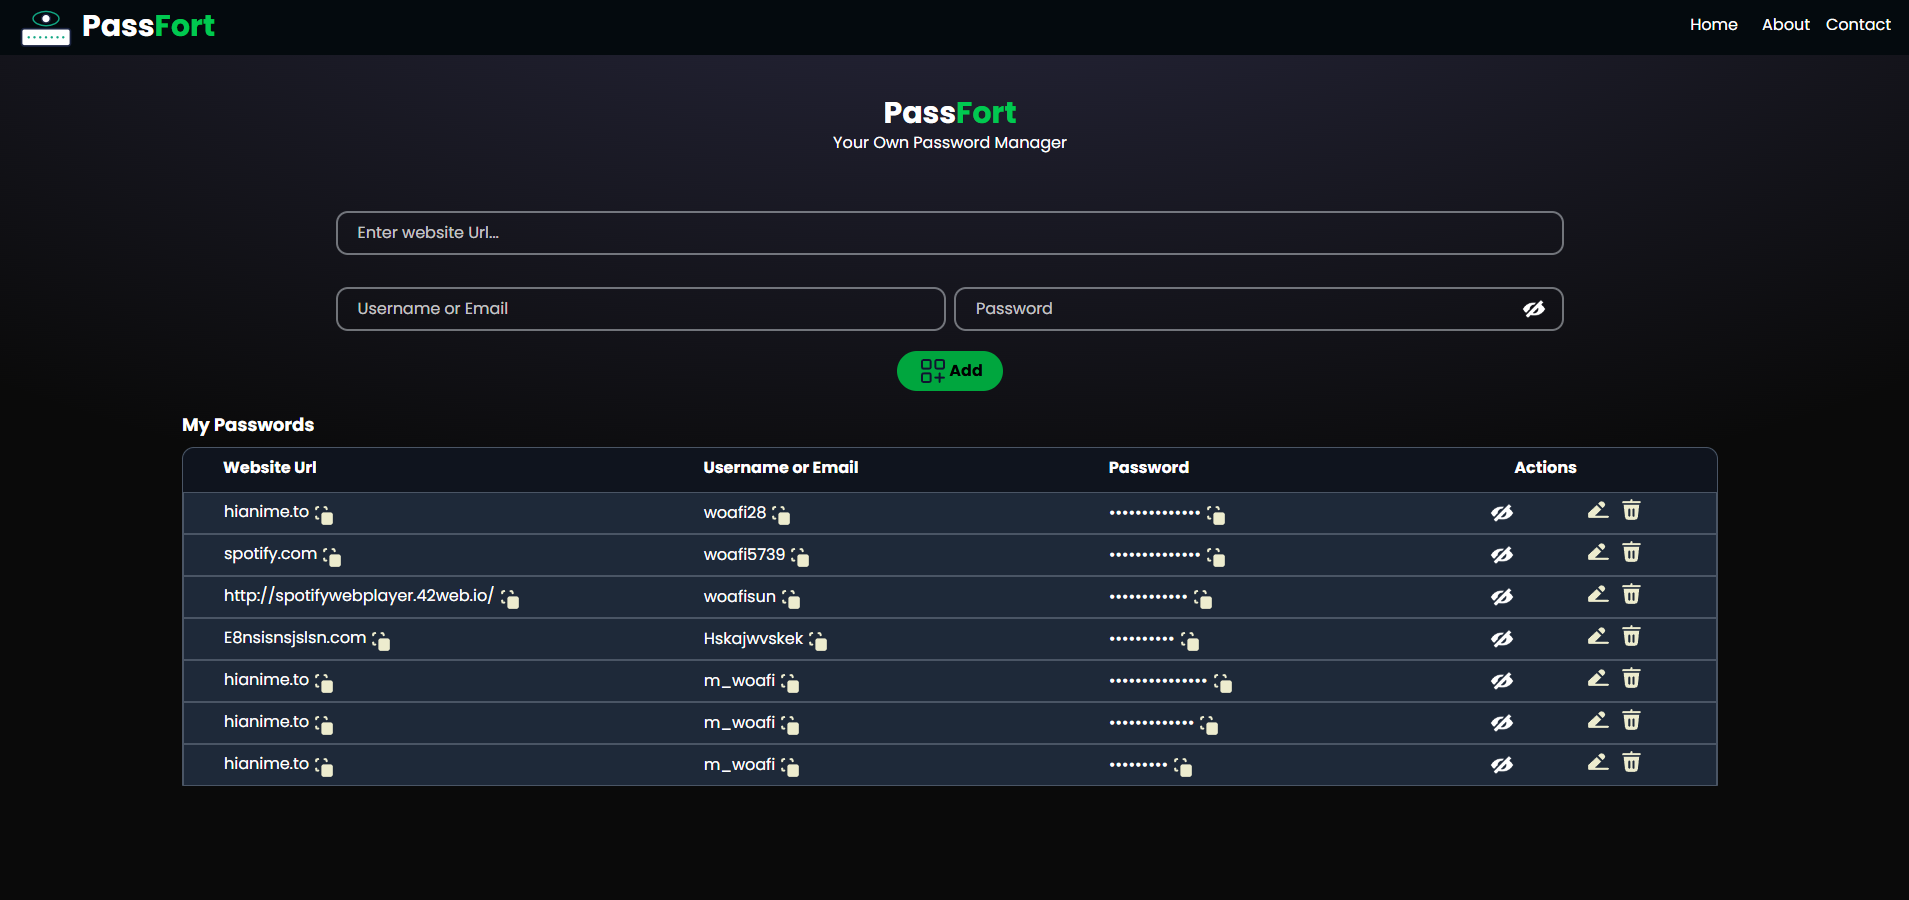 PassFort
Home About Contact
PassFort
Your Own Password Manager
Enter website Url...
Username or Email
Password
Add
My Passwords
Website Url Username or Email Password Actions
hianime.to woafi28 ••••••••••••••
spotify.com woafi5739 ••••••••••••••
http://spotifywebplayer.42web.io/ woafisun ••••••••••••
E8nsisnsjslsn.com Hskajwvskek ••••••••••
hianime.to m_woafi •••••••••••••••
hianime.to m_woafi •••••••••••••
hianime.to m_woafi •••••••••